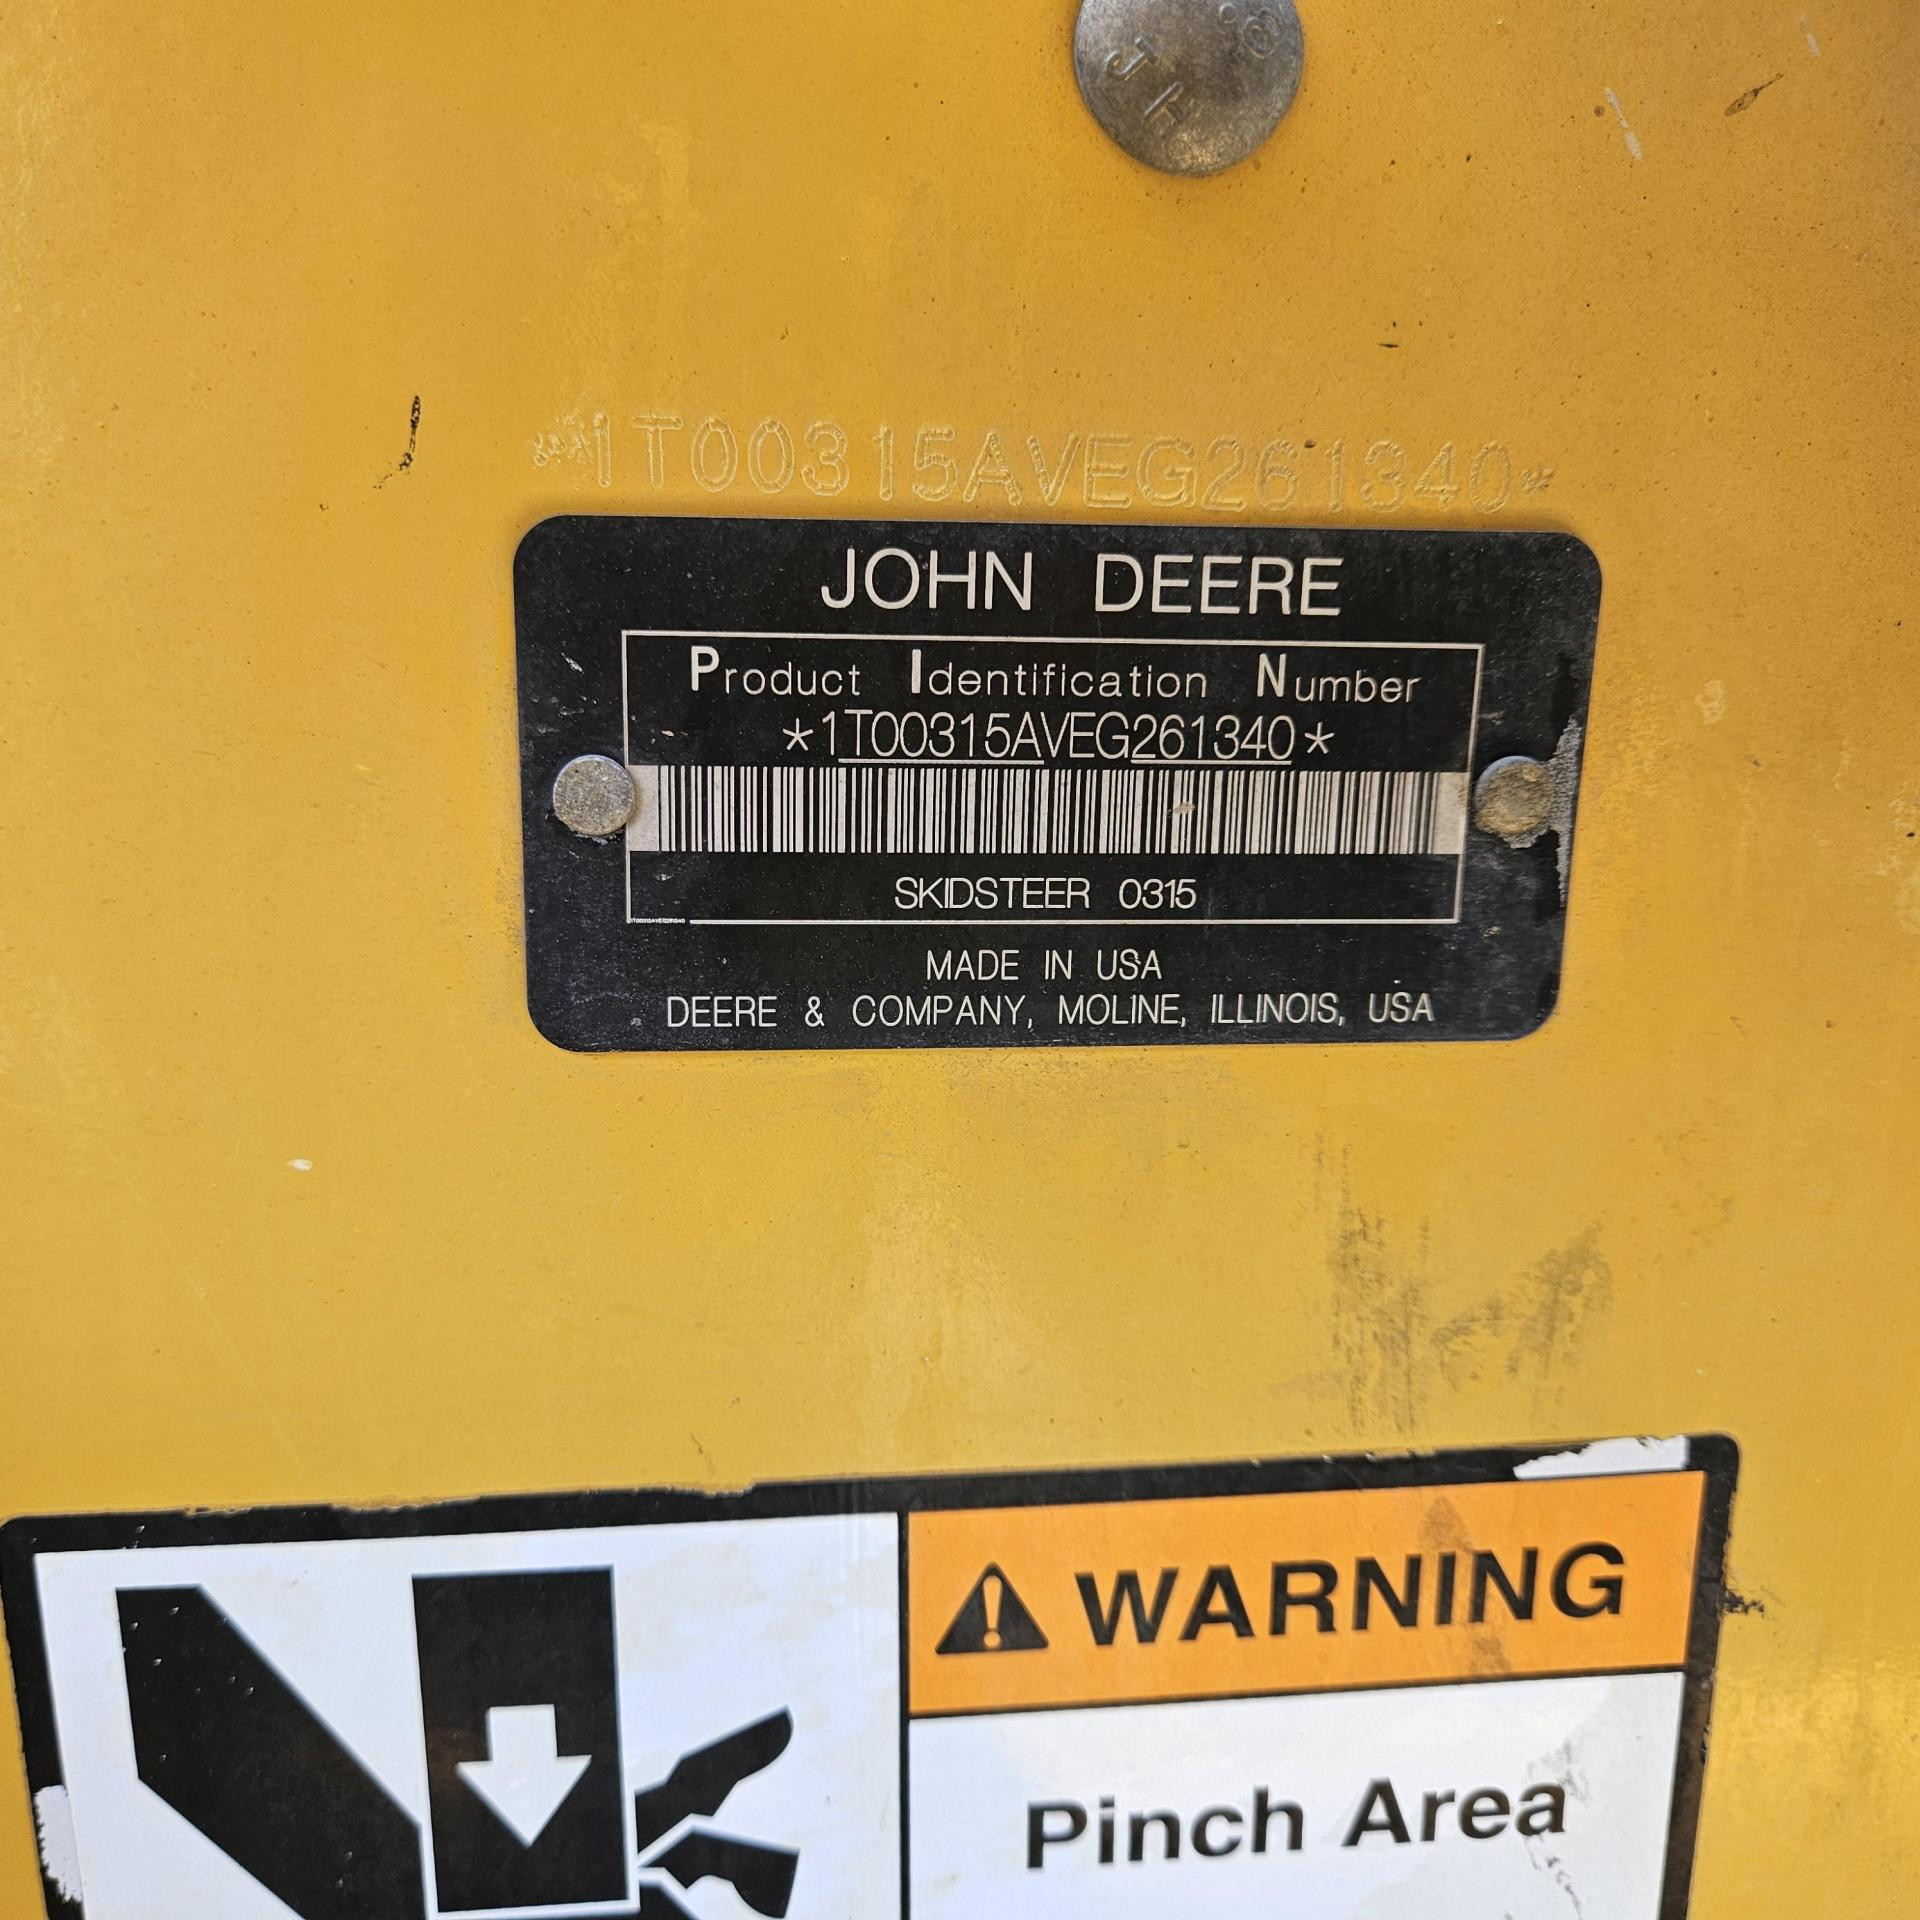 *1T00315AVEG261340*
JOHN DEERE
Product Identification Number
*1T00315AVEG261340*
SKIDSTEER 0315
1T00315AVEG261340
MADE IN USA
DEERE & COMPANY, MOLINE, ILLINOIS, USA
WARNING
Pinch Area